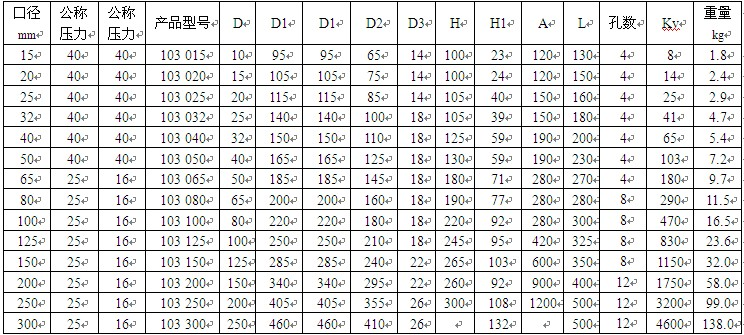 口径 mm 公称压力 公称压力 产品型号 D D1 D1 D2 D3 H H1 A L 孔数 Kv 重量 kg
15 40 40 103 015 10 95 95 65 14 100 23 120 130 4 8 1.8
20 40 40 103 020 15 105 105 75 14 100 24 120 150 4 14 2.4
25 40 40 103 025 20 115 115 85 14 105 40 150 160 4 25 2.9
32 40 40 103 032 25 140 140 100 18 105 39 150 180 4 41 4.7
40 40 40 103 040 32 150 150 110 18 125 59 190 200 4 65 5.4
50 40 40 103 050 40 165 165 125 18 130 59 190 230 4 103 7.2
65 25 16 103 065 50 185 185 145 18 180 71 280 270 4 180 9.7
80 25 16 103 080 65 200 200 160 18 190 77 280 280 8 290 11.5
100 25 16 103 100 80 220 220 180 18 220 92 280 300 8 470 16.5
125 25 16 103 125 100 250 250 210 18 245 95 420 325 8 830 23.6
150 25 16 103 150 125 285 285 240 22 265 103 600 350 8 1150 32.0
200 25 16 103 200 150 340 340 295 22 260 92 900 400 12 1750 58.0
250 25 16 103 250 200 405 405 355 26 300 108 1200 500 12 3200 99.0
300 25 16 103 300 250 460 460 410 26 132 500 12 4600 138.0